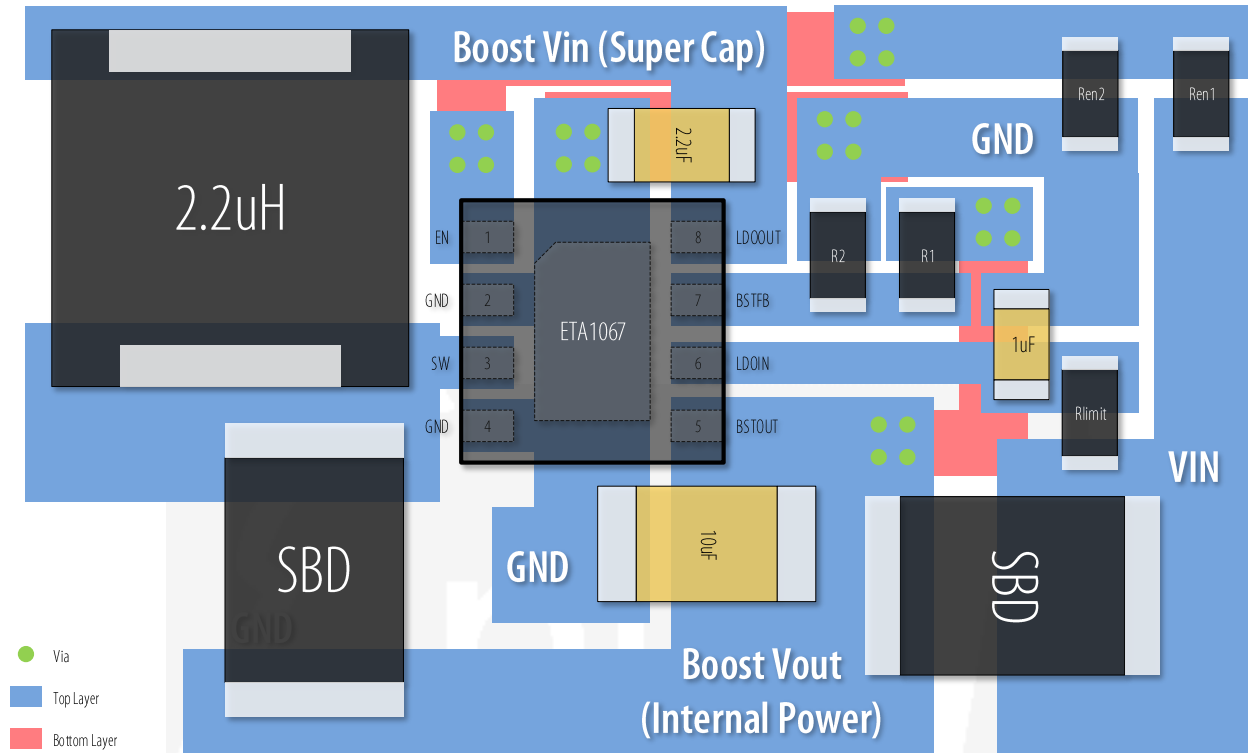 Boost Vin (Super Cap)
Ren2
Ren1
2.2uF
GND
2.2uH
EN
1
8
LDOOUT
R2
R1
GND
2
7
BSTFB
ETA1067
SW
3
6
LDOIN
1uF
GND
4
5
BSTOUT
Rlimit
VIN
10uF
GND
SBD
SBD
GND
Via
Top Layer
Bottom Layer
Boost Vout
(Internal Power)